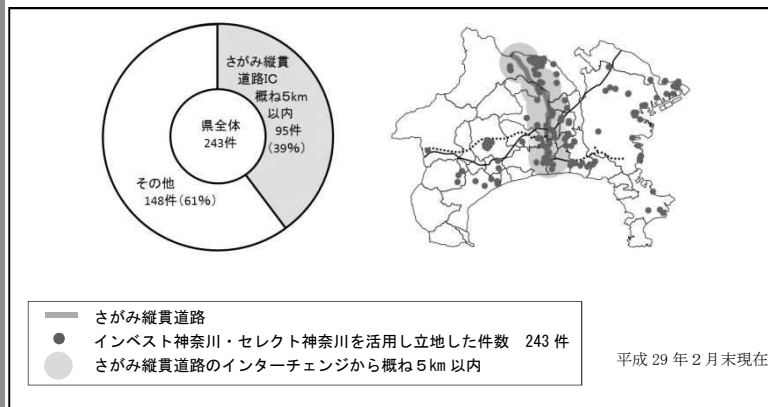 さがみ縦貫
道路IC
概ね5km
以内
95件
(39%)
県全体
243件
その他
148件(61%)
さがみ縦貫道路
インベスト神奈川・セレクト神奈川を活用し立地した件数 243 件
さがみ縦貫道路のインターチェンジから概ね5km 以内
平成 29 年2月末現在